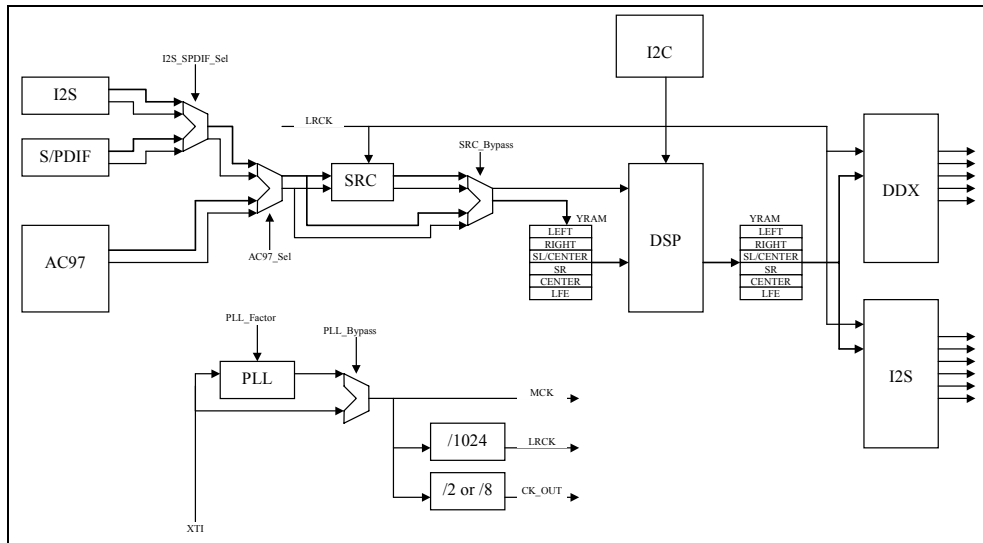 I2S_SPDIF_Sel
I2S
S/PDIF
AC97
AC97_Sel
LRCK
SRC
SRC_Bypass
I2C
YRAM
LEFT
RIGHT
SL/CENTER
SR
CENTER
LFE
DSP
YRAM
LEFT
RIGHT
SL/CENTER
SR
CENTER
LFE
DDX
I2S
PLL_Factor
PLL_Bypass
PLL
MCK
/1024
LRCK
/2 or /8
CK_OUT
XTI